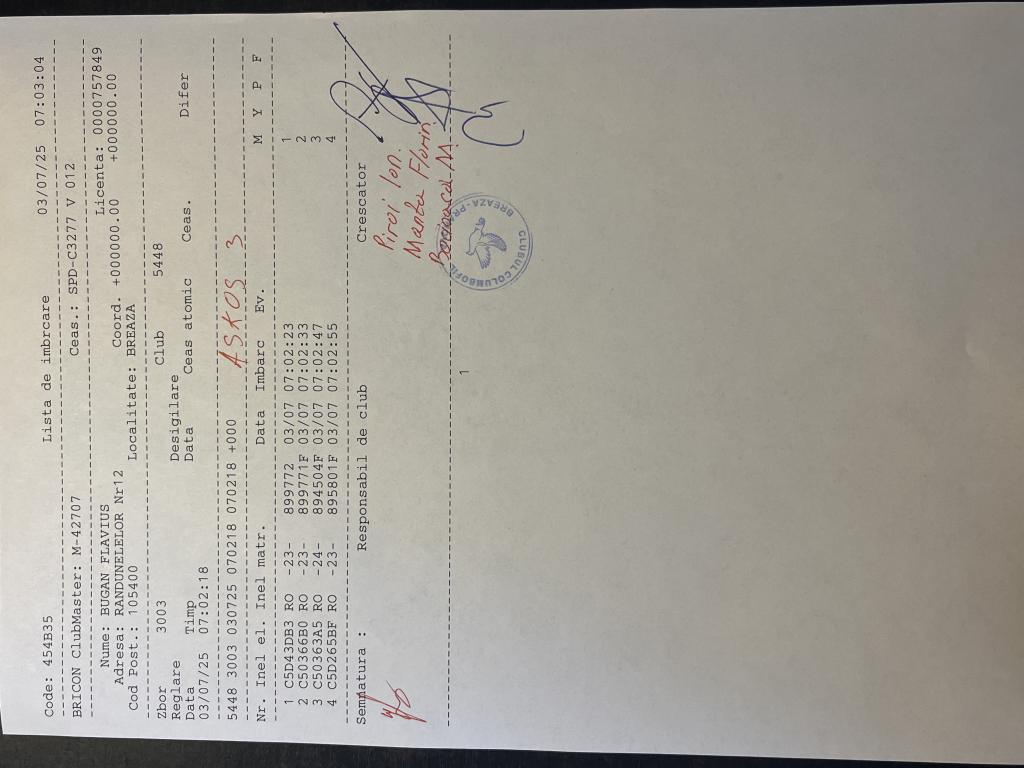 Code: 454B35 Lista de imbrcare 03/07/25 07:03:04
BRICON ClubMaster: M-42707 Ceas.: SPD-C3277 V 012
Nume: BUGAN FLAVIUS Licenta: 0000757849
Adresa: RANDUNELELOR Nr12 Coord. +000000.00 +0000000.00
Cod Post.: 105400 Localitate: BREAZA
Zbor 3003 Club 5448
Reglare Desigilare
Data Timp Data Ceas atomic Ceas. Difer
03/07/25 07:02:18
5448 3003 030725 070218 070218 +000 ASKOS 3
Nr. Inel el. Inel matr. Data Imbarc Ev. M Y P F
1 C5D43DB3 RO -23- 899772 03/07 07:02:23 1
2 C50366B0 RO -23- 899771F 03/07 07:02:33 2
3 C50363A5 RO -24- 894504F 03/07 07:02:47 3
4 C5D265BF RO -23- 895801F 03/07 07:02:55 4
Semnatura : Responsabil de club Crescator
Piroi Ion.
Manta Florin
CLUBUL COLUMBOFIL
BREAZA-PR
1